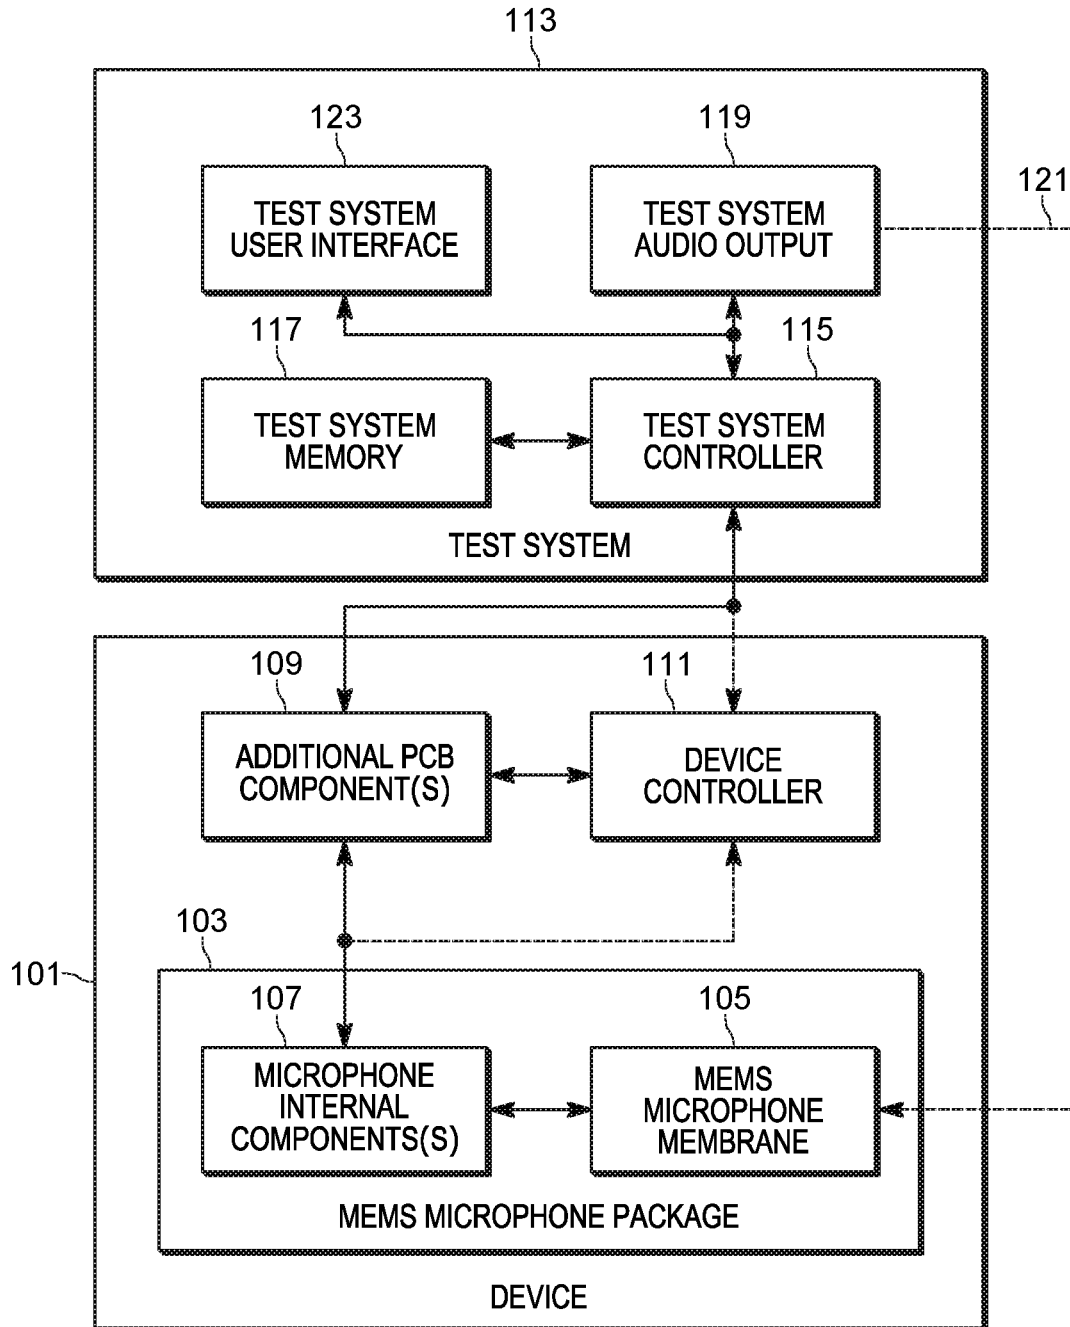 113
123
119
121
TEST SYSTEM
USER INTERFACE
TEST SYSTEM
AUDIO OUTPUT
117
115
TEST SYSTEM
MEMORY
TEST SYSTEM
CONTROLLER
TEST SYSTEM
109
111
ADDITIONAL PCB
COMPONENT(S)
DEVICE
CONTROLLER
103
101
107
105
MICROPHONE
INTERNAL
COMPONENTS(S)
MEMS
MICROPHONE
MEMBRANE
MEMS MICROPHONE PACKAGE
DEVICE